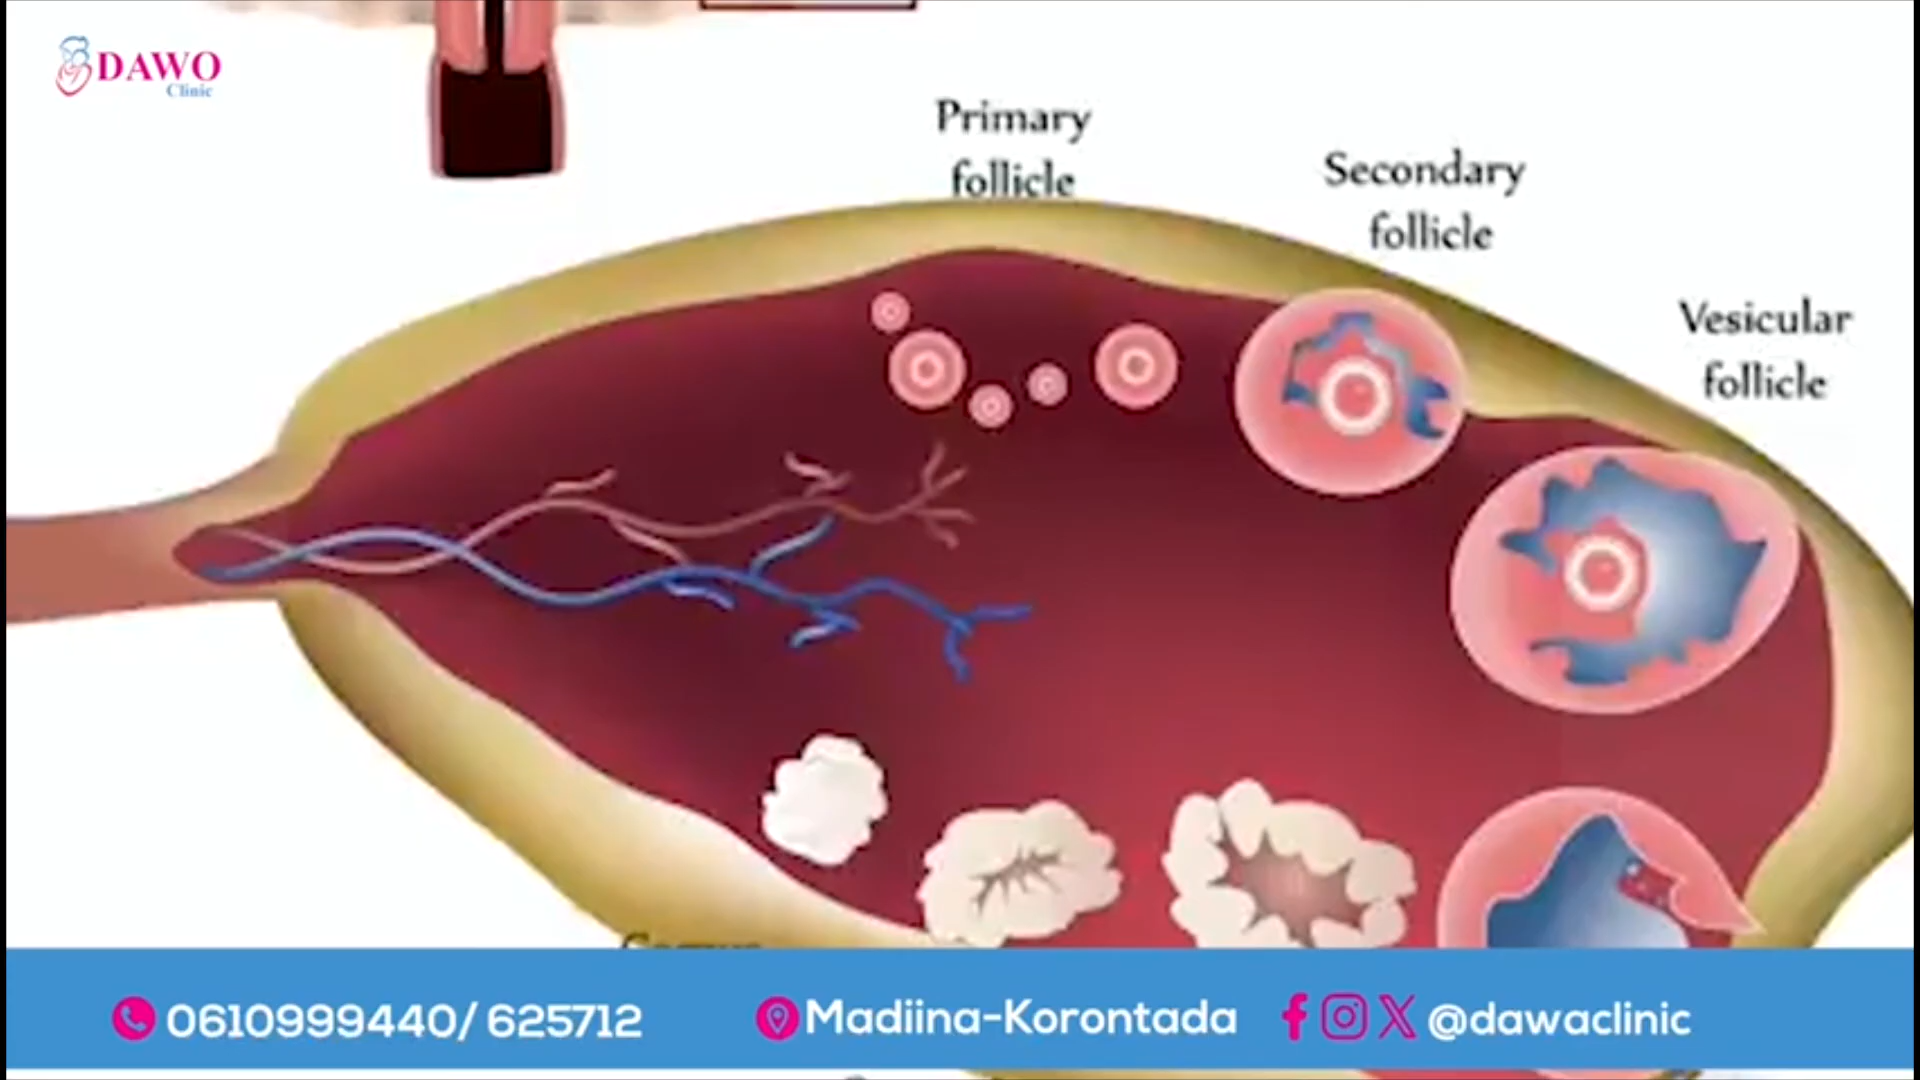 DAWO
Clinic
Primary
follicle
Secondary
follicle
Vesicular
follicle
0610999440/ 625712
Madiina-Korontada
@dawaclinic